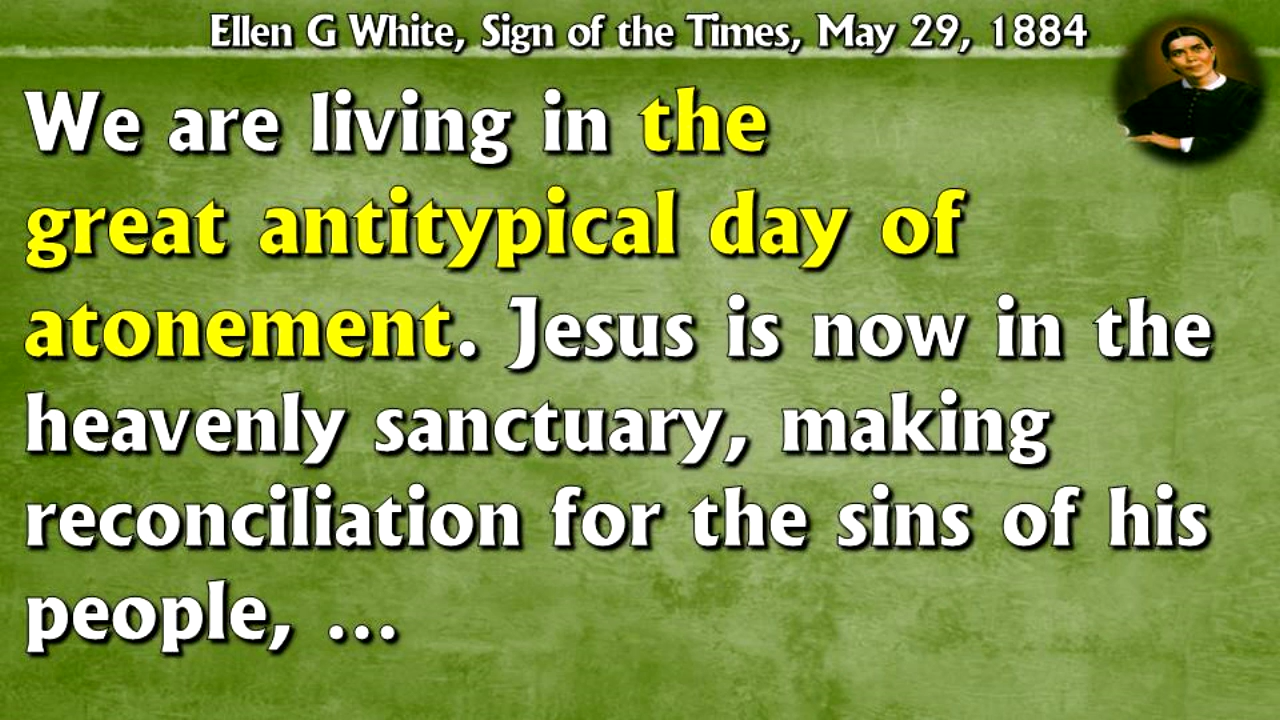 Ellen G White, Sign of the Times, May 29, 1884
We are living in the
great antitypical day of
atonement. Jesus is now in the
heavenly sanctuary, making
reconciliation for the sins of his
people, ...